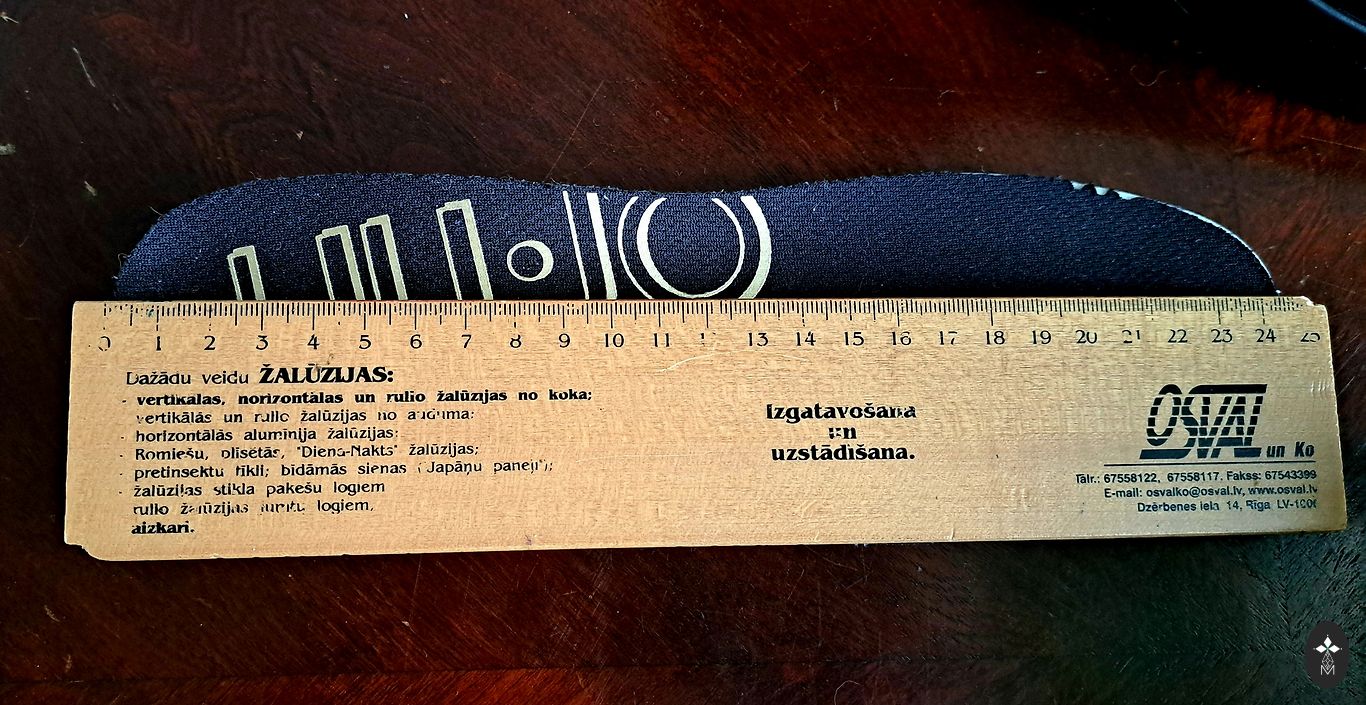 0 1 2 3 4 5 6 7 8 9 10 11 13 14 15 16 17 18 19 20 21 22 23 24 25
Dažādu veidu ŽALŪZIJAS:
- vertikālas, horizontālas un rullo žalūzijas no koka;
- vertikālās un rullo žalūzijas no auduma;
- horizontālās alumīnija žalūzijas;
- Romiešu, plisētās, "Diena-Nakts" žalūzijas;
- pretinsektu tīkli; bīdāmās sienas ("Japāņu paneļi");
- žalūzijas stikla pakešu logiem
rullo žalūzijas logiem,
aizkari.
Izgatavošana
un
uzstādīšana.
OSVAL un Ko
Tālr.: 67558122, 67558117. Fakss: 67543399
E-mail: osvalko@osval.lv, www.osval.lv
Dzērbenes iela 14, Rīga
M